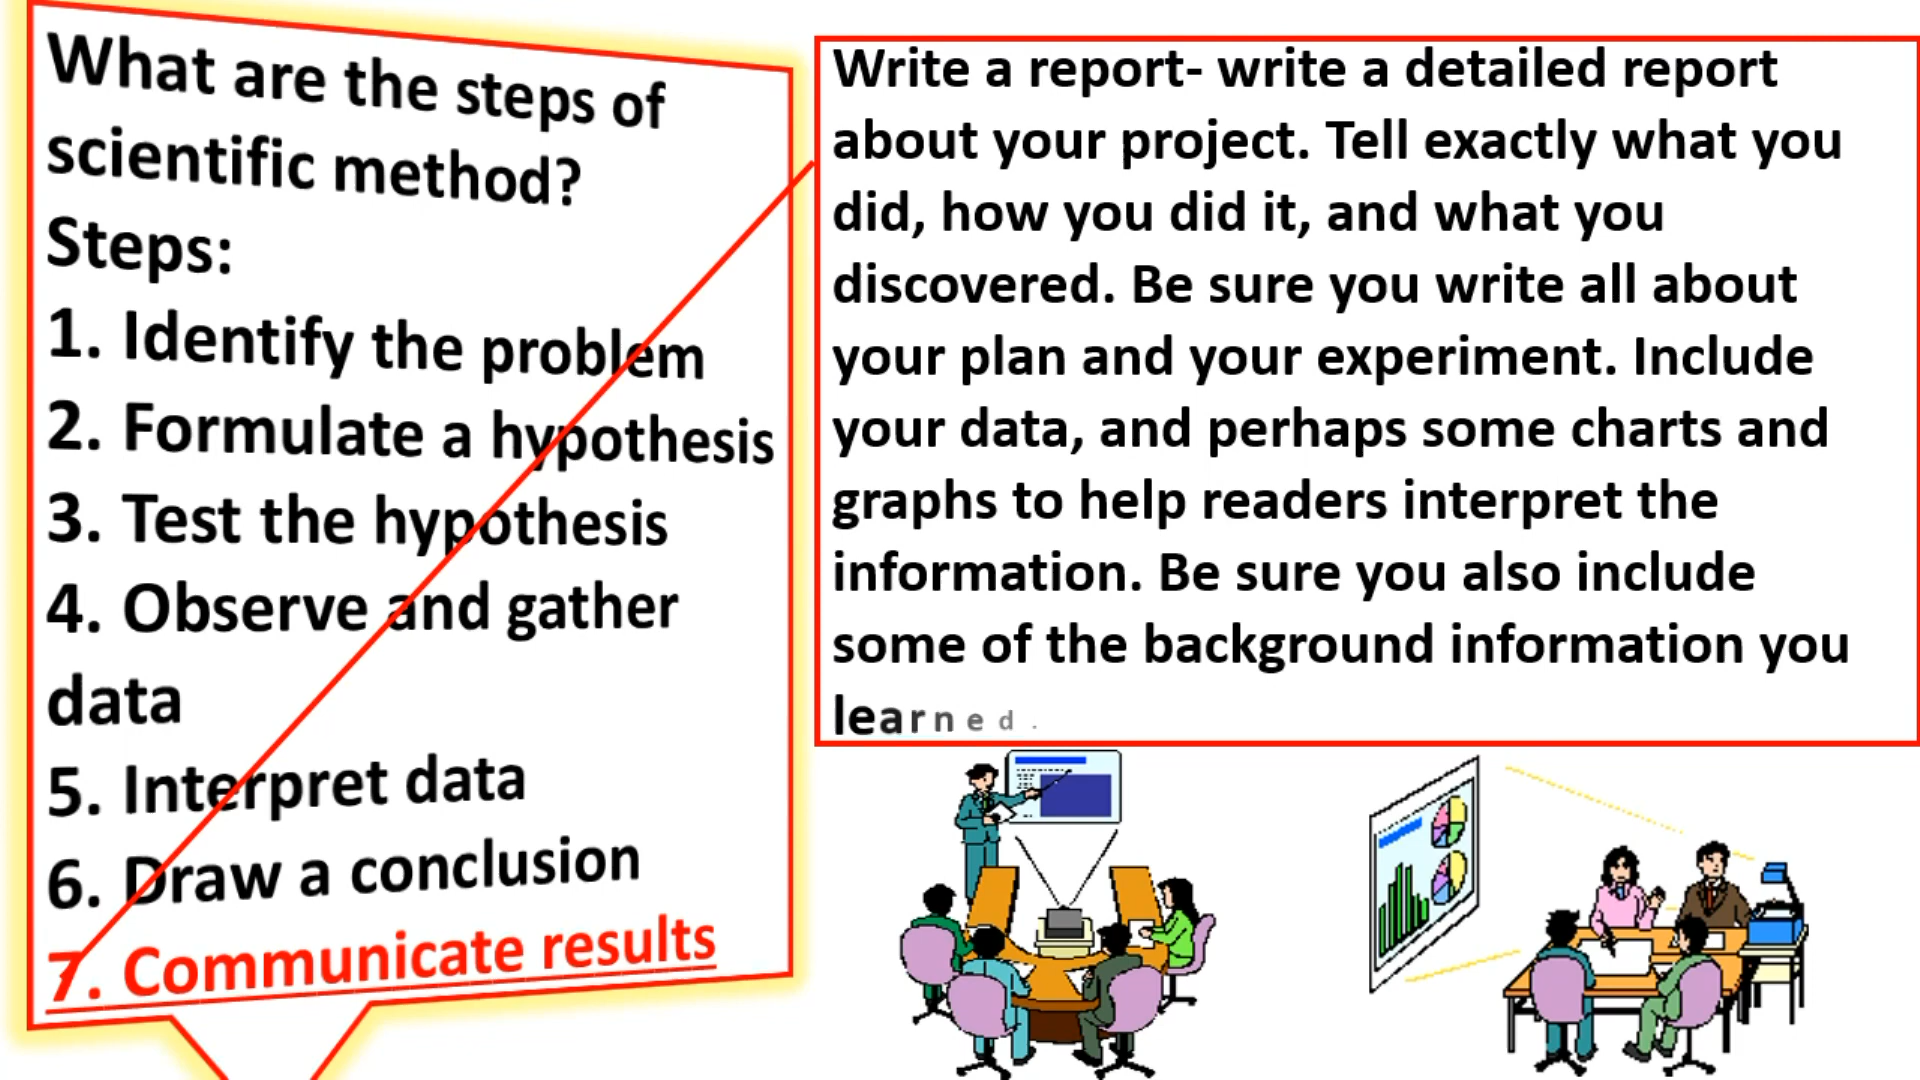 What are the steps of
scientific method?
Steps:
1. Identify the problem
2. Formulate a hypothesis
3. Test the hypothesis
4. Observe and gather
data
5. Interpret data
6. Draw a conclusion
7. Communicate results
Write a report- write a detailed report
about your project. Tell exactly what you
did, how you did it, and what you
discovered. Be sure you write all about
your plan and your experiment. Include
your data, and perhaps some charts and
graphs to help readers interpret the
information. Be sure you also include
some of the background information you
learned.